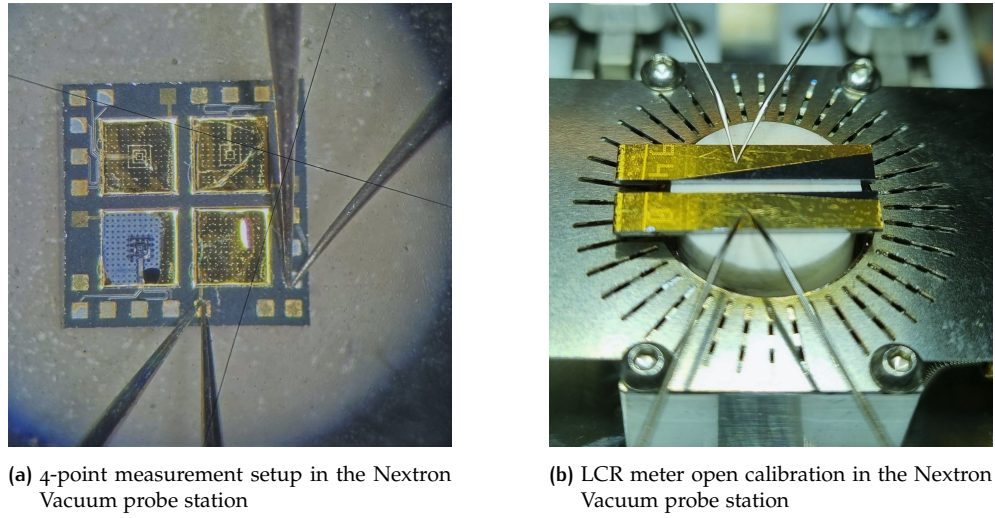 (a) 4-point measurement setup in the Nextron
Vacuum probe station
(b) LCR meter open calibration in the Nextron
Vacuum probe station